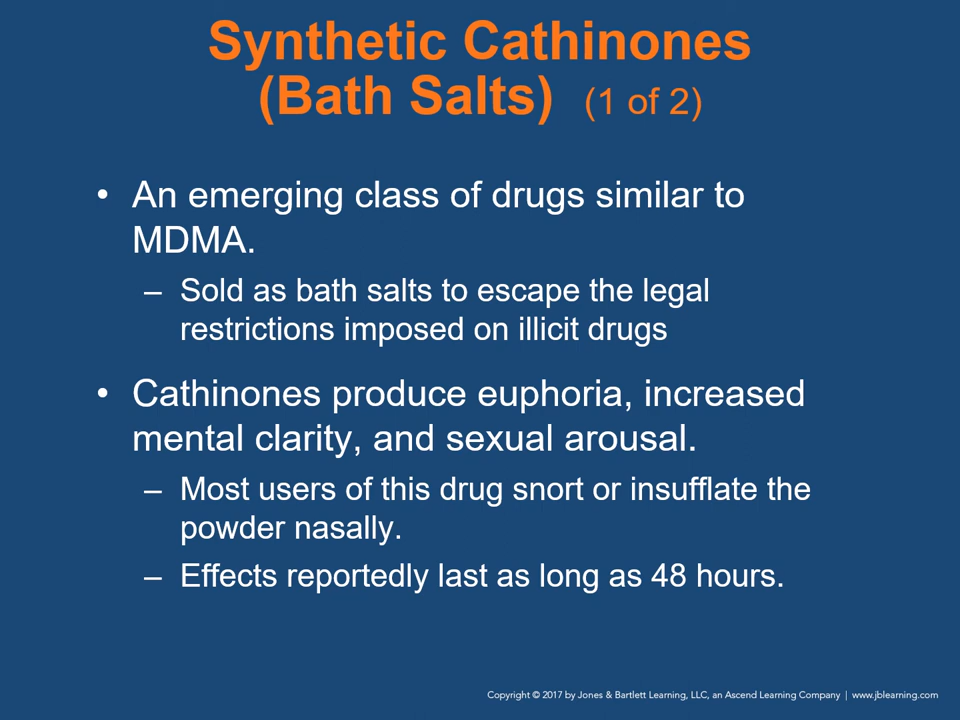 Synthetic Cathinones
(Bath Salts) (1 of 2)
• An emerging class of drugs similar to
MDMA.
– Sold as bath salts to escape the legal
restrictions imposed on illicit drugs
• Cathinones produce euphoria, increased
mental clarity, and sexual arousal.
– Most users of this drug snort or insufflate the
powder nasally.
– Effects reportedly last as long as 48 hours.
Copyright © 2017 by Jones & Bartlett Learning, LLC, an Ascend Learning Company | www.jblearning.com